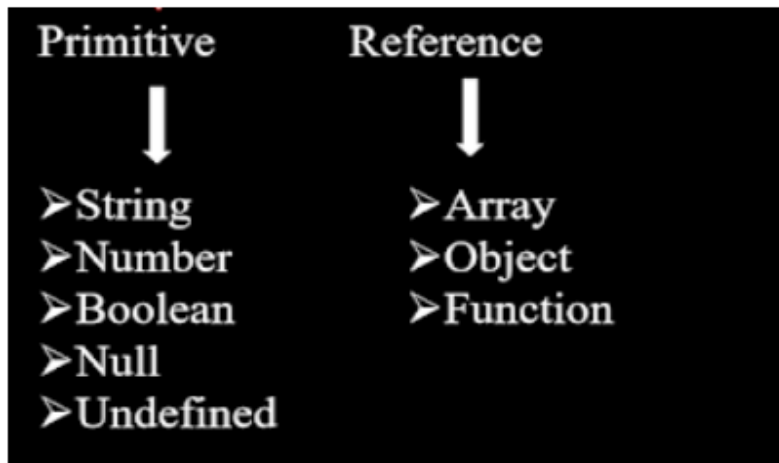 Primitive
Reference
➢String
➢Number
➢Boolean
➢Null
➢Undefined
➢Array
➢Object
➢Function